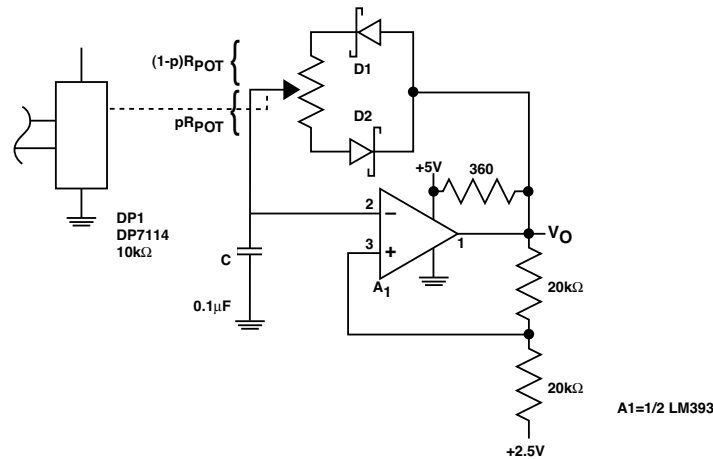 (1-p)RPOT
D1
pRPOT
D2
+5V
360
DP1
DP7114
10kΩ
2
–
3
+
1
VO
A1
C
0.1µF
20kΩ
20kΩ
+2.5V
A1=1/2 LM393